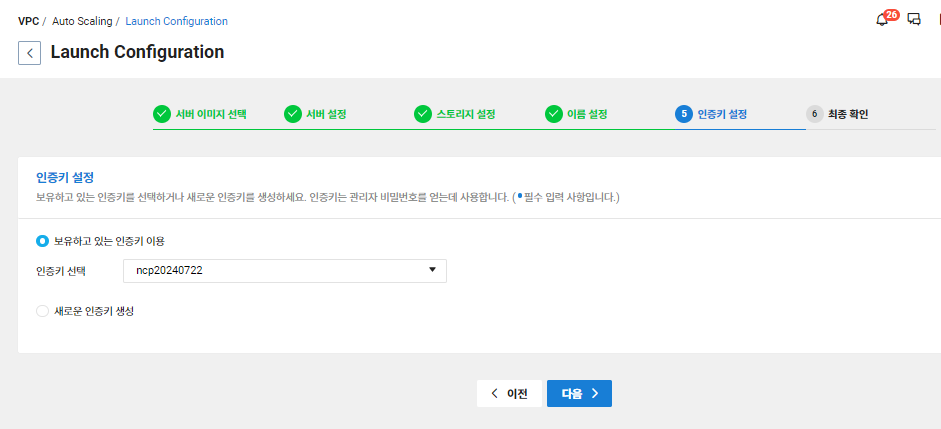 VPC / Auto Scaling / Launch Configuration
26
Launch Configuration
서버 이미지 선택 서버 설정 스토리지 설정 이름 설정 5 인증키 설정 6 최종 확인
인증키 설정
보유하고 있는 인증키를 선택하거나 새로운 인증키를 생성하세요. 인증키는 관리자 비밀번호를 얻는데 사용합니다. (•필수 입력 사항입니다.)
보유하고 있는 인증키 이용
인증키 선택 ncp20240722
새로운 인증키 생성
이전 다음